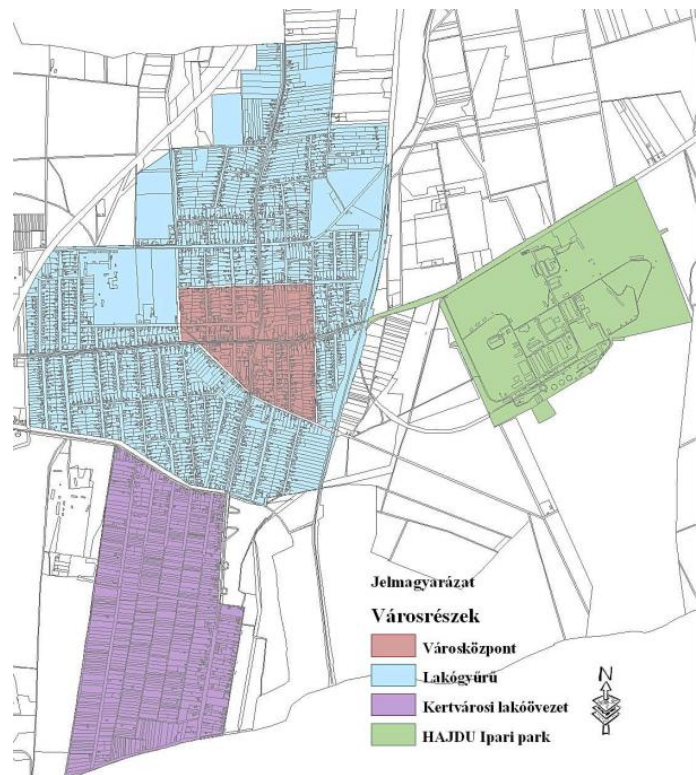 Jelmagyarázat
Városrészek
Városközpont
Lakógyűrű
Kertvárosi lakóövezet
HAJDU Ipari park
N